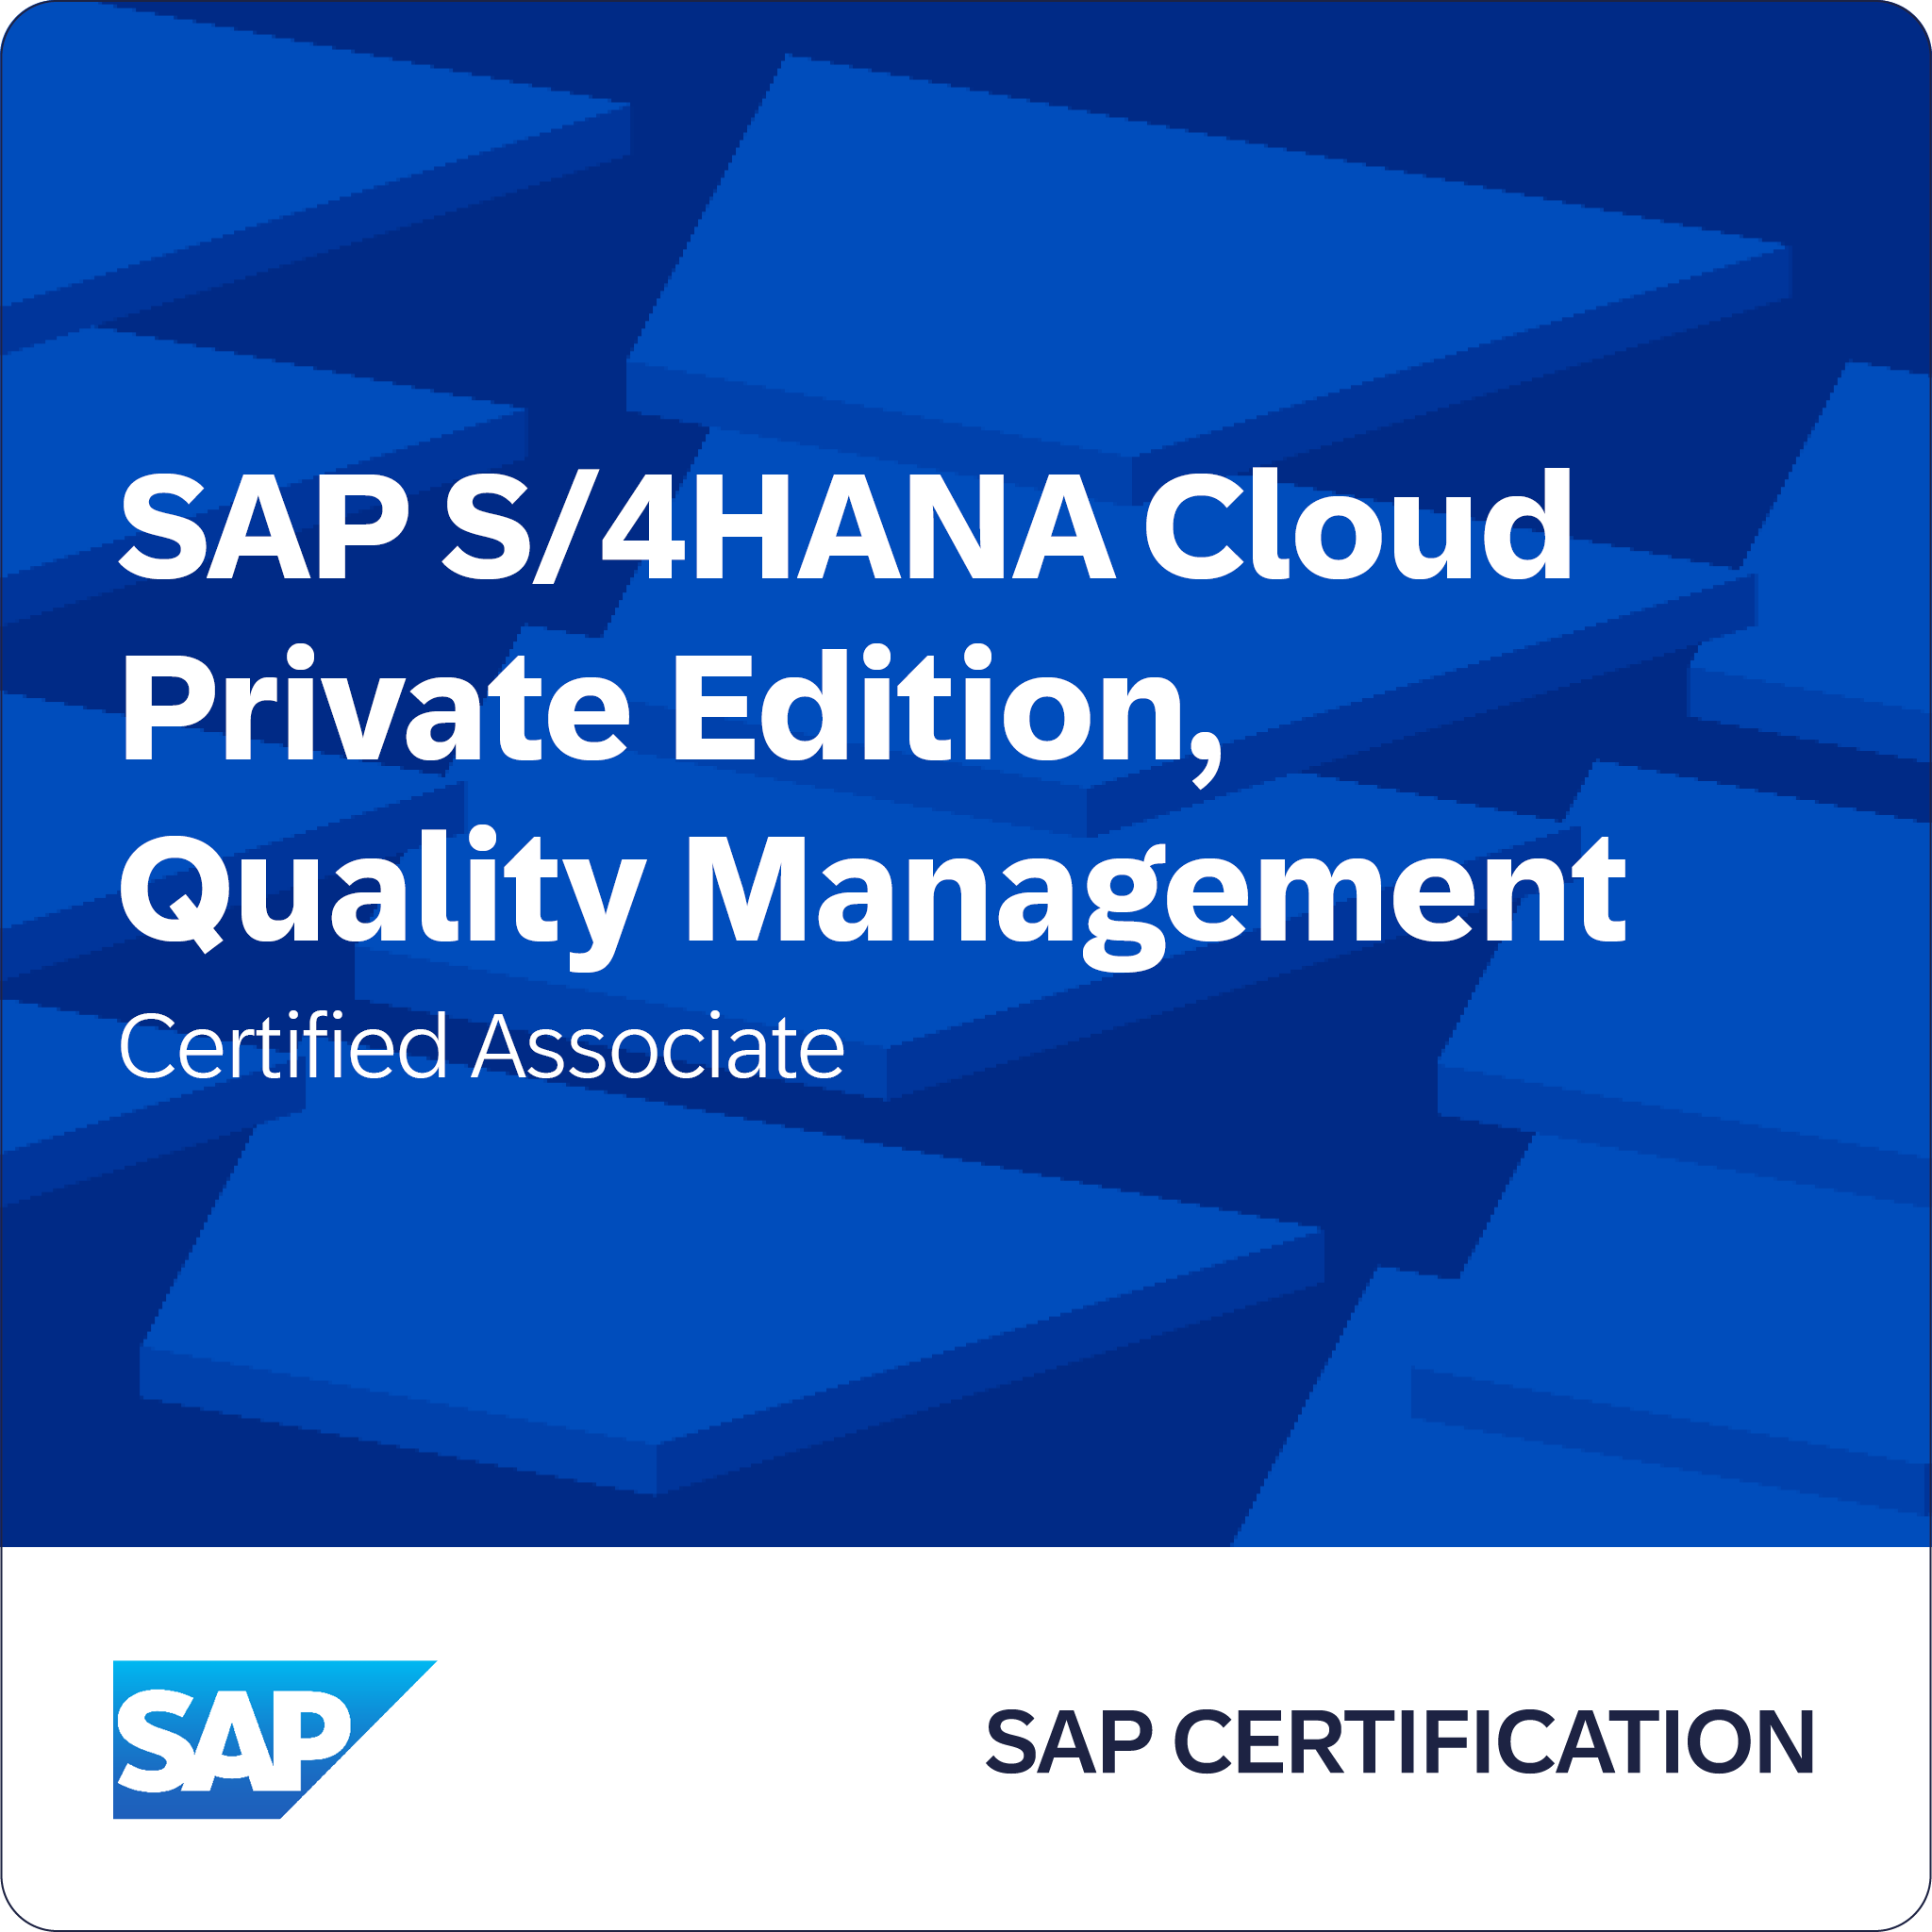 SAP S/4HANA Cloud
Private Edition,
Quality Management
Certified Associate
SAP
SAP CERTIFICATION